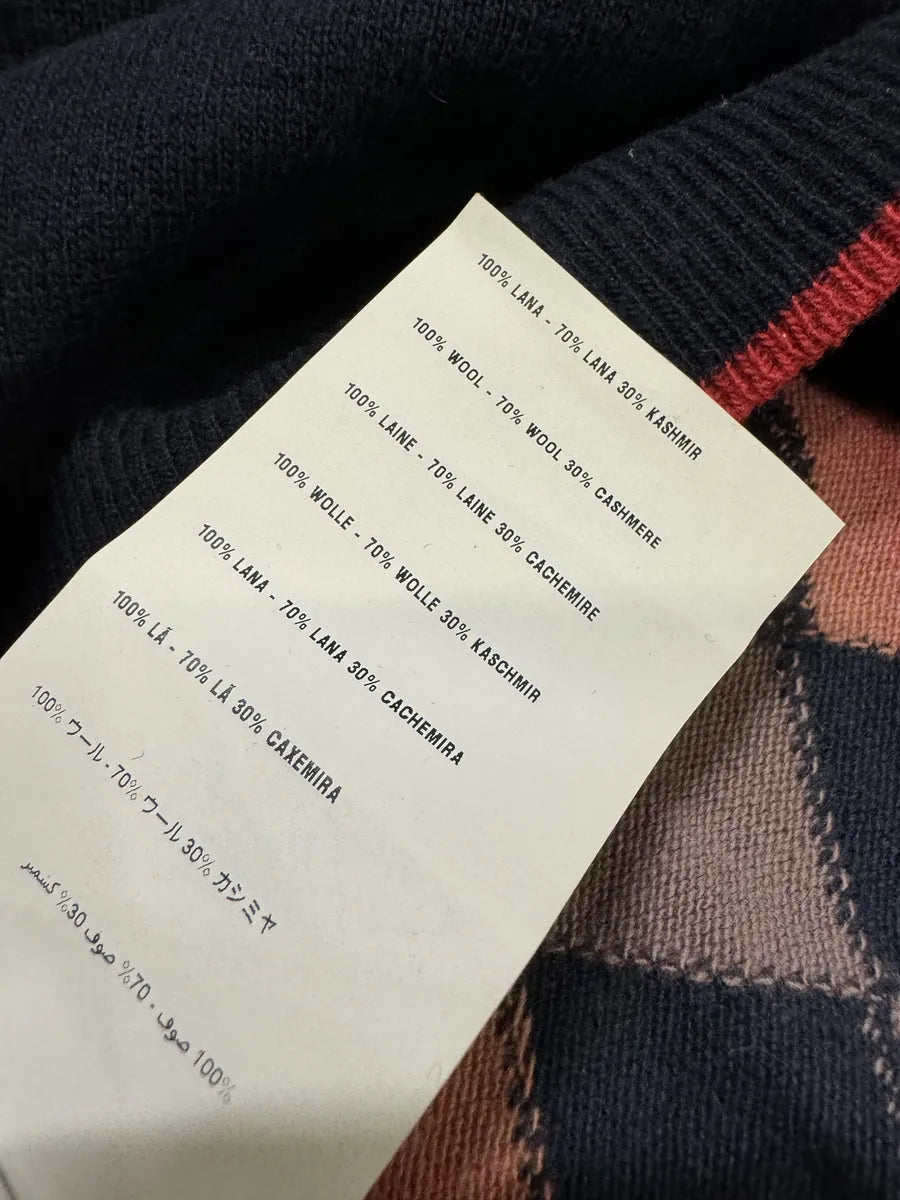 100% LANA - 70% LANA 30% KASHMIR
100% WOOL - 70% WOOL 30% CASHMERE
100% LAINE - 70% LAINE 30% CACHEMIRE
100% WOLLE - 70% WOLLE 30% KASCHMIR
100% LANA - 70% LANA 30% CACHEMIRA
100% LÃ - 70% LÃ 30% CAXEMIRA
100% ウール - 70% ウール 30% カシミヤ
100% صوف - 70% صوف 30% كشمير